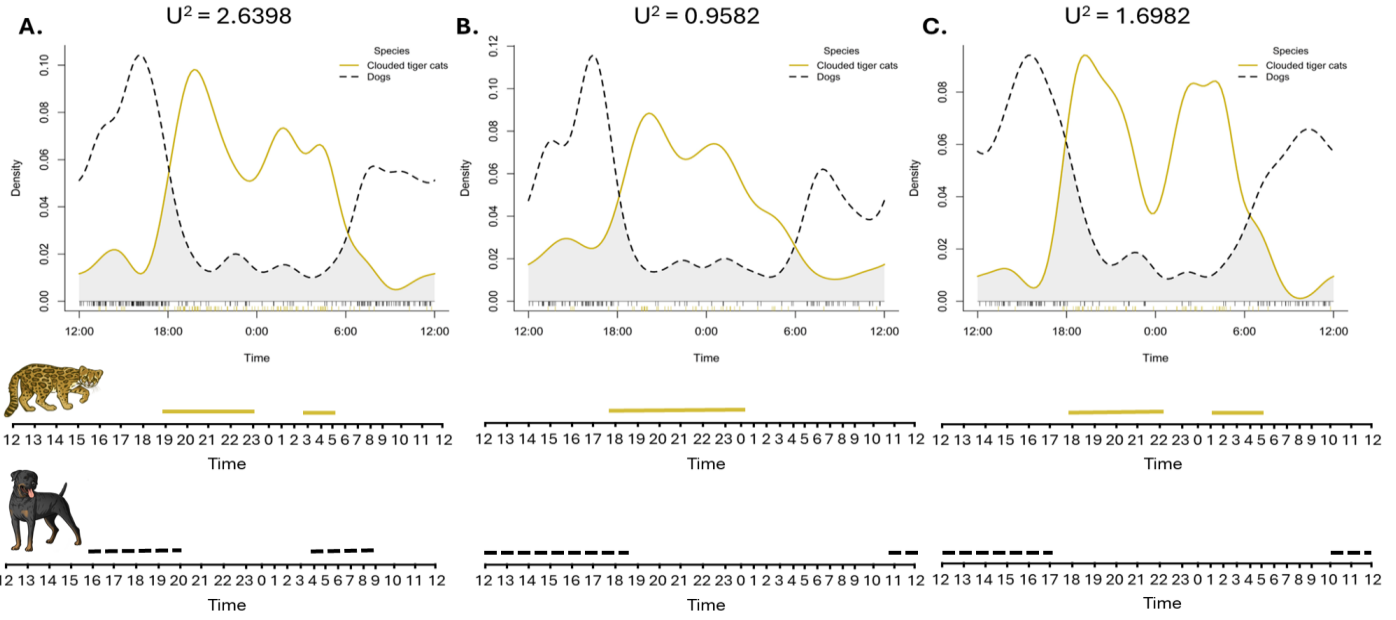 A.
U² = 2.6398
Species
Clouded tiger cats
Dogs
Density
0.10
0.08
0.06
0.04
0.02
0.00
12:00 18:00 0:00 6:00 12:00
Time
B.
U² = 0.9582
Species
Clouded tiger cats
Dogs
Density
0.12
0.10
0.08
0.06
0.04
0.02
0.00
12:00 18:00 0:00 6:00 12:00
Time
C.
U² = 1.6982
Species
Clouded tiger cats
Dogs
Density
0.08
0.06
0.04
0.02
0.00
12:00 18:00 0:00 6:00 12:00
Time
12 13 14 15 16 17 18 19 20 21 22 23 0 1 2 3 4 5 6 7 8 9 10 11 12
Time
12 13 14 15 16 17 18 19 20 21 22 23 0 1 2 3 4 5 6 7 8 9 10 11 12
Time
12 13 14 15 16 17 18 19 20 21 22 23 0 1 2 3 4 5 6 7 8 9 10 11 12
Time
12 13 14 15 16 17 18 19 20 21 22 23 0 1 2 3 4 5 6 7 8 9 10 11 12
Time
12 13 14 15 16 17 18 19 20 21 22 23 0 1 2 3 4 5 6 7 8 9 10 11 12
Time
12 13 14 15 16 17 18 19 20 21 22 23 0 1 2 3 4 5 6 7 8 9 10 11 12
Time